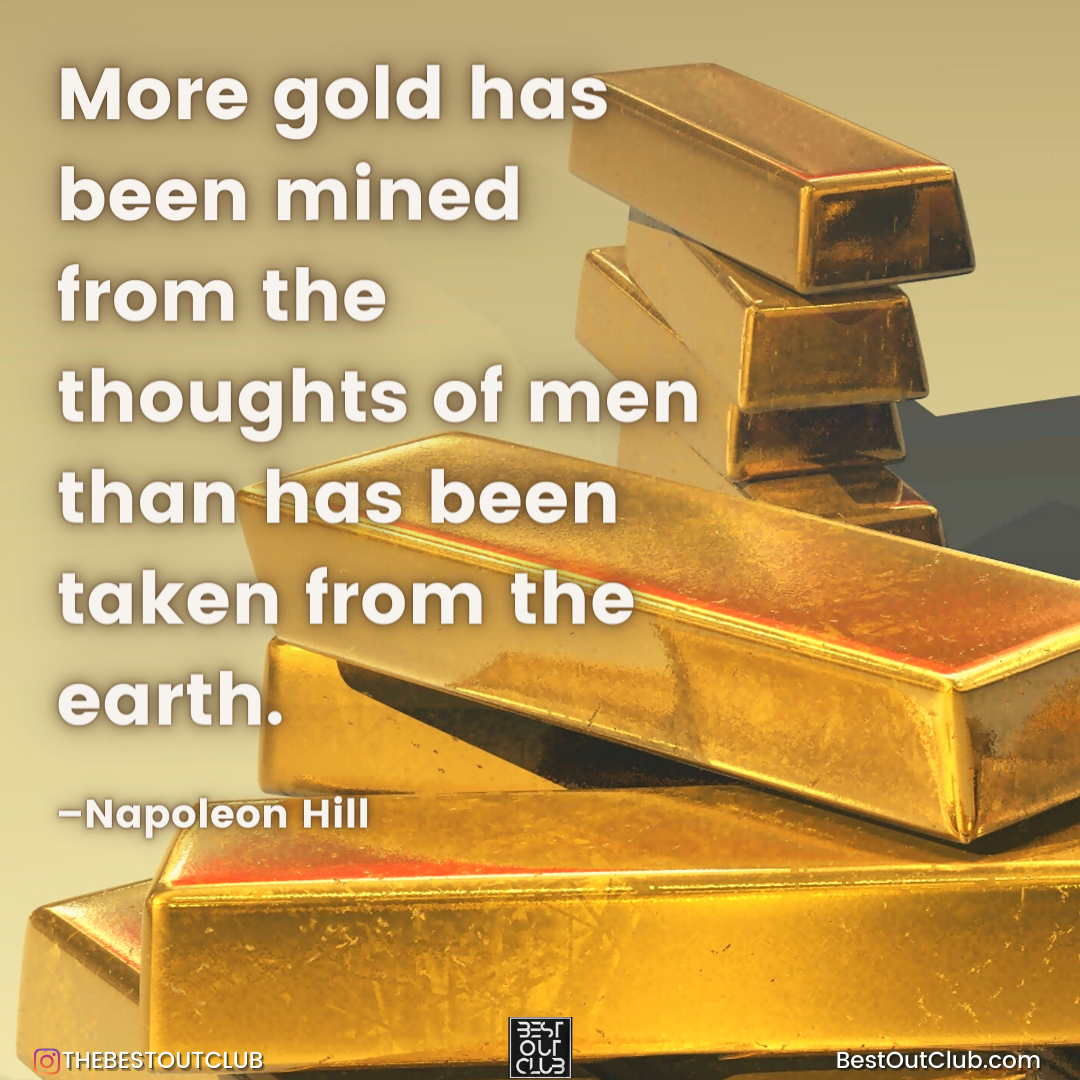 More gold has
been mined
from the
thoughts of men
than has been
taken from the
earth.
–Napoleon Hill
THEBESTOUTCLUB
BEST
OUT
CLUB
BestOutClub.com